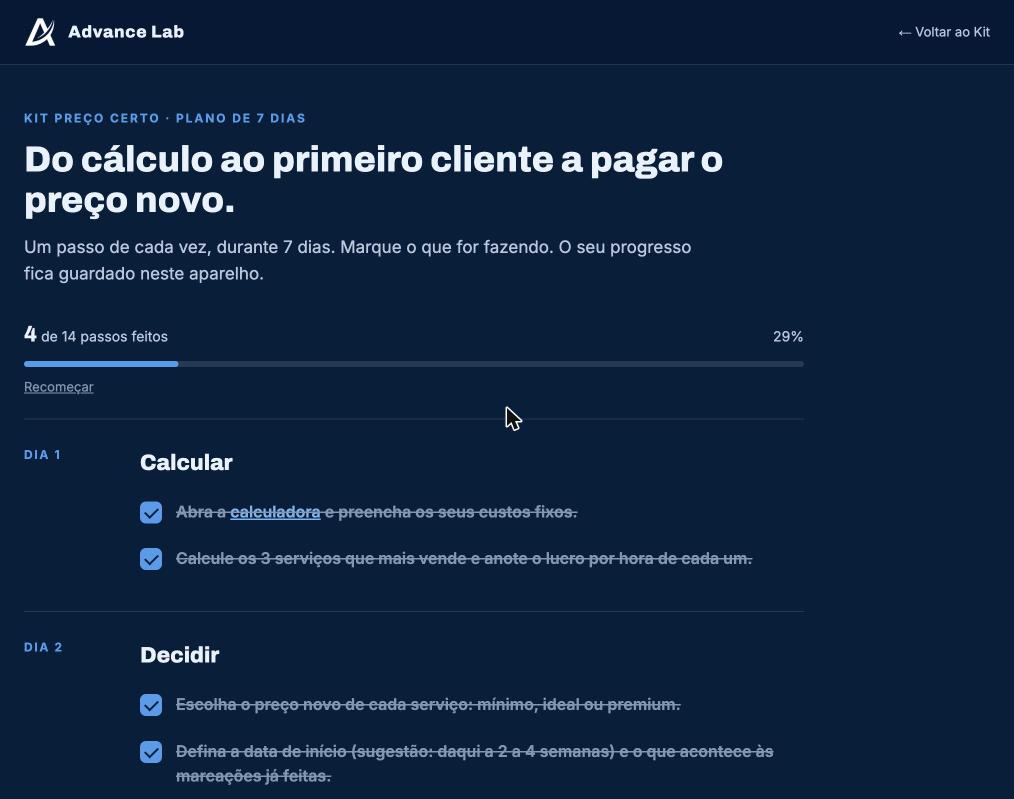 Advance Lab
← Voltar ao Kit
KIT PREÇO CERTO · PLANO DE 7 DIAS
Do cálculo ao primeiro cliente a pagar o
preço novo.
Um passo de cada vez, durante 7 dias. Marque o que for fazendo. O seu progresso
fica guardado neste aparelho.
4 de 14 passos feitos
29%
Recomeçar
DIA 1
Calcular
Abra a calculadora e preencha os seus custos fixos.
Calcule os 3 serviços que mais vende e anote o lucro por hora de cada um.
DIA 2
Decidir
Escolha o preço novo de cada serviço: mínimo, ideal ou premium.
Defina a data de início (sugestão: daqui a 2 a 4 semanas) e o que acontece às
marcações já feitas.